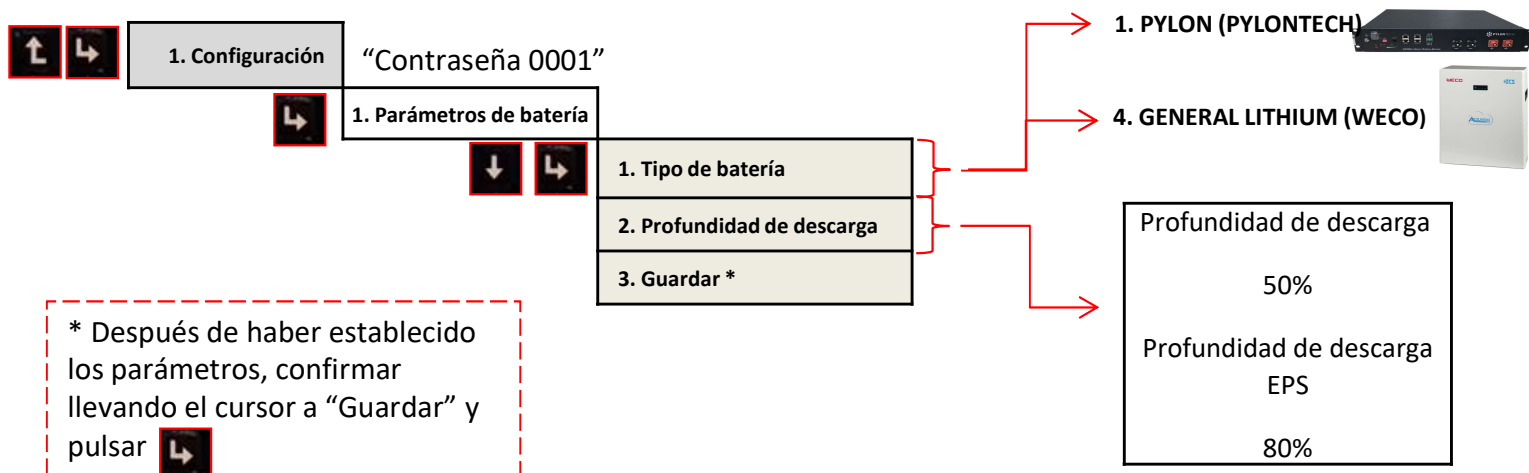 1. Configuración
“Contraseña 0001”
1. Parámetros de batería
1. Tipo de batería
2. Profundidad de descarga
3. Guardar *
1. PYLON (PYLONTECH)
4. GENERAL LITHIUM (WECO)
Profundidad de descarga
50%
Profundidad de descarga
EPS
80%
* Después de haber establecido
los parámetros, confirmar
llevando el cursor a “Guardar” y
pulsar
WECO